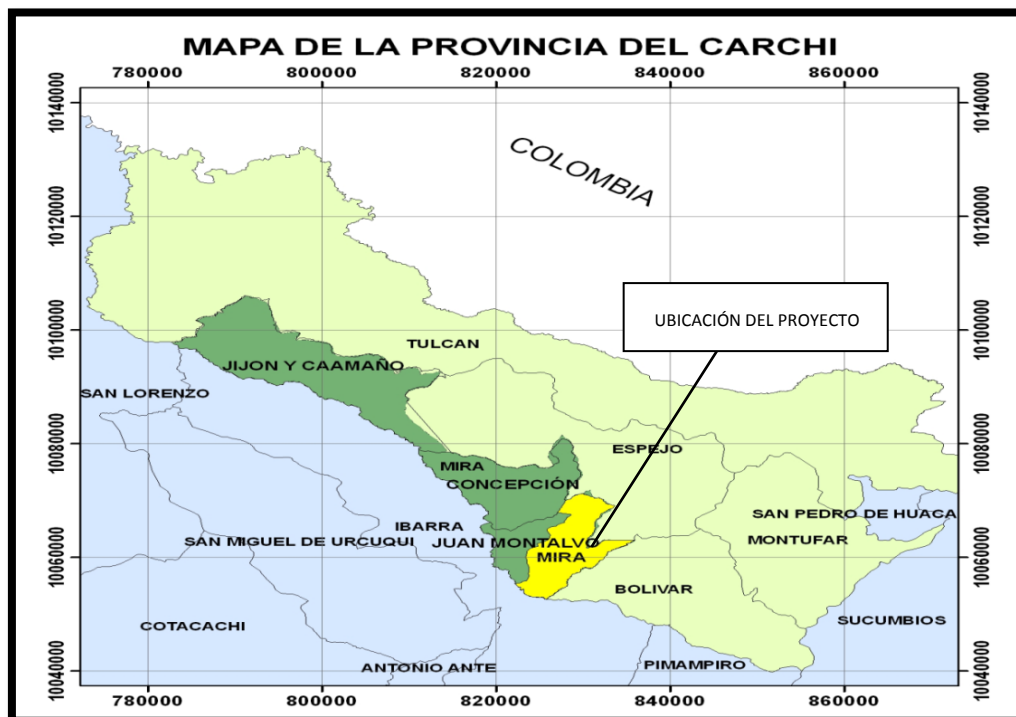 MAPA DE LA PROVINCIA DEL CARCHI
780000 800000 820000 840000 860000
10140000 10140000
COLOMBIA
10120000 10120000
UBICACIÓN DEL PROYECTO
10100000 10100000
TULCAN
JIJON Y CAAMAÑO
SAN LORENZO
10080000 10080000
ESPEJO
MIRA
CONCEPCIÓN
SAN PEDRO DE HUACA
IBARRA
SAN MIGUEL DE URCUQUI JUAN MONTALVO MONTUFAR
10060000 MIRA 10060000
BOLIVAR
SUCUMBIOS
COTACACHI
ANTONIO ANTE PIMAMPIRO
10040000 10040000
780000 800000 820000 840000 860000